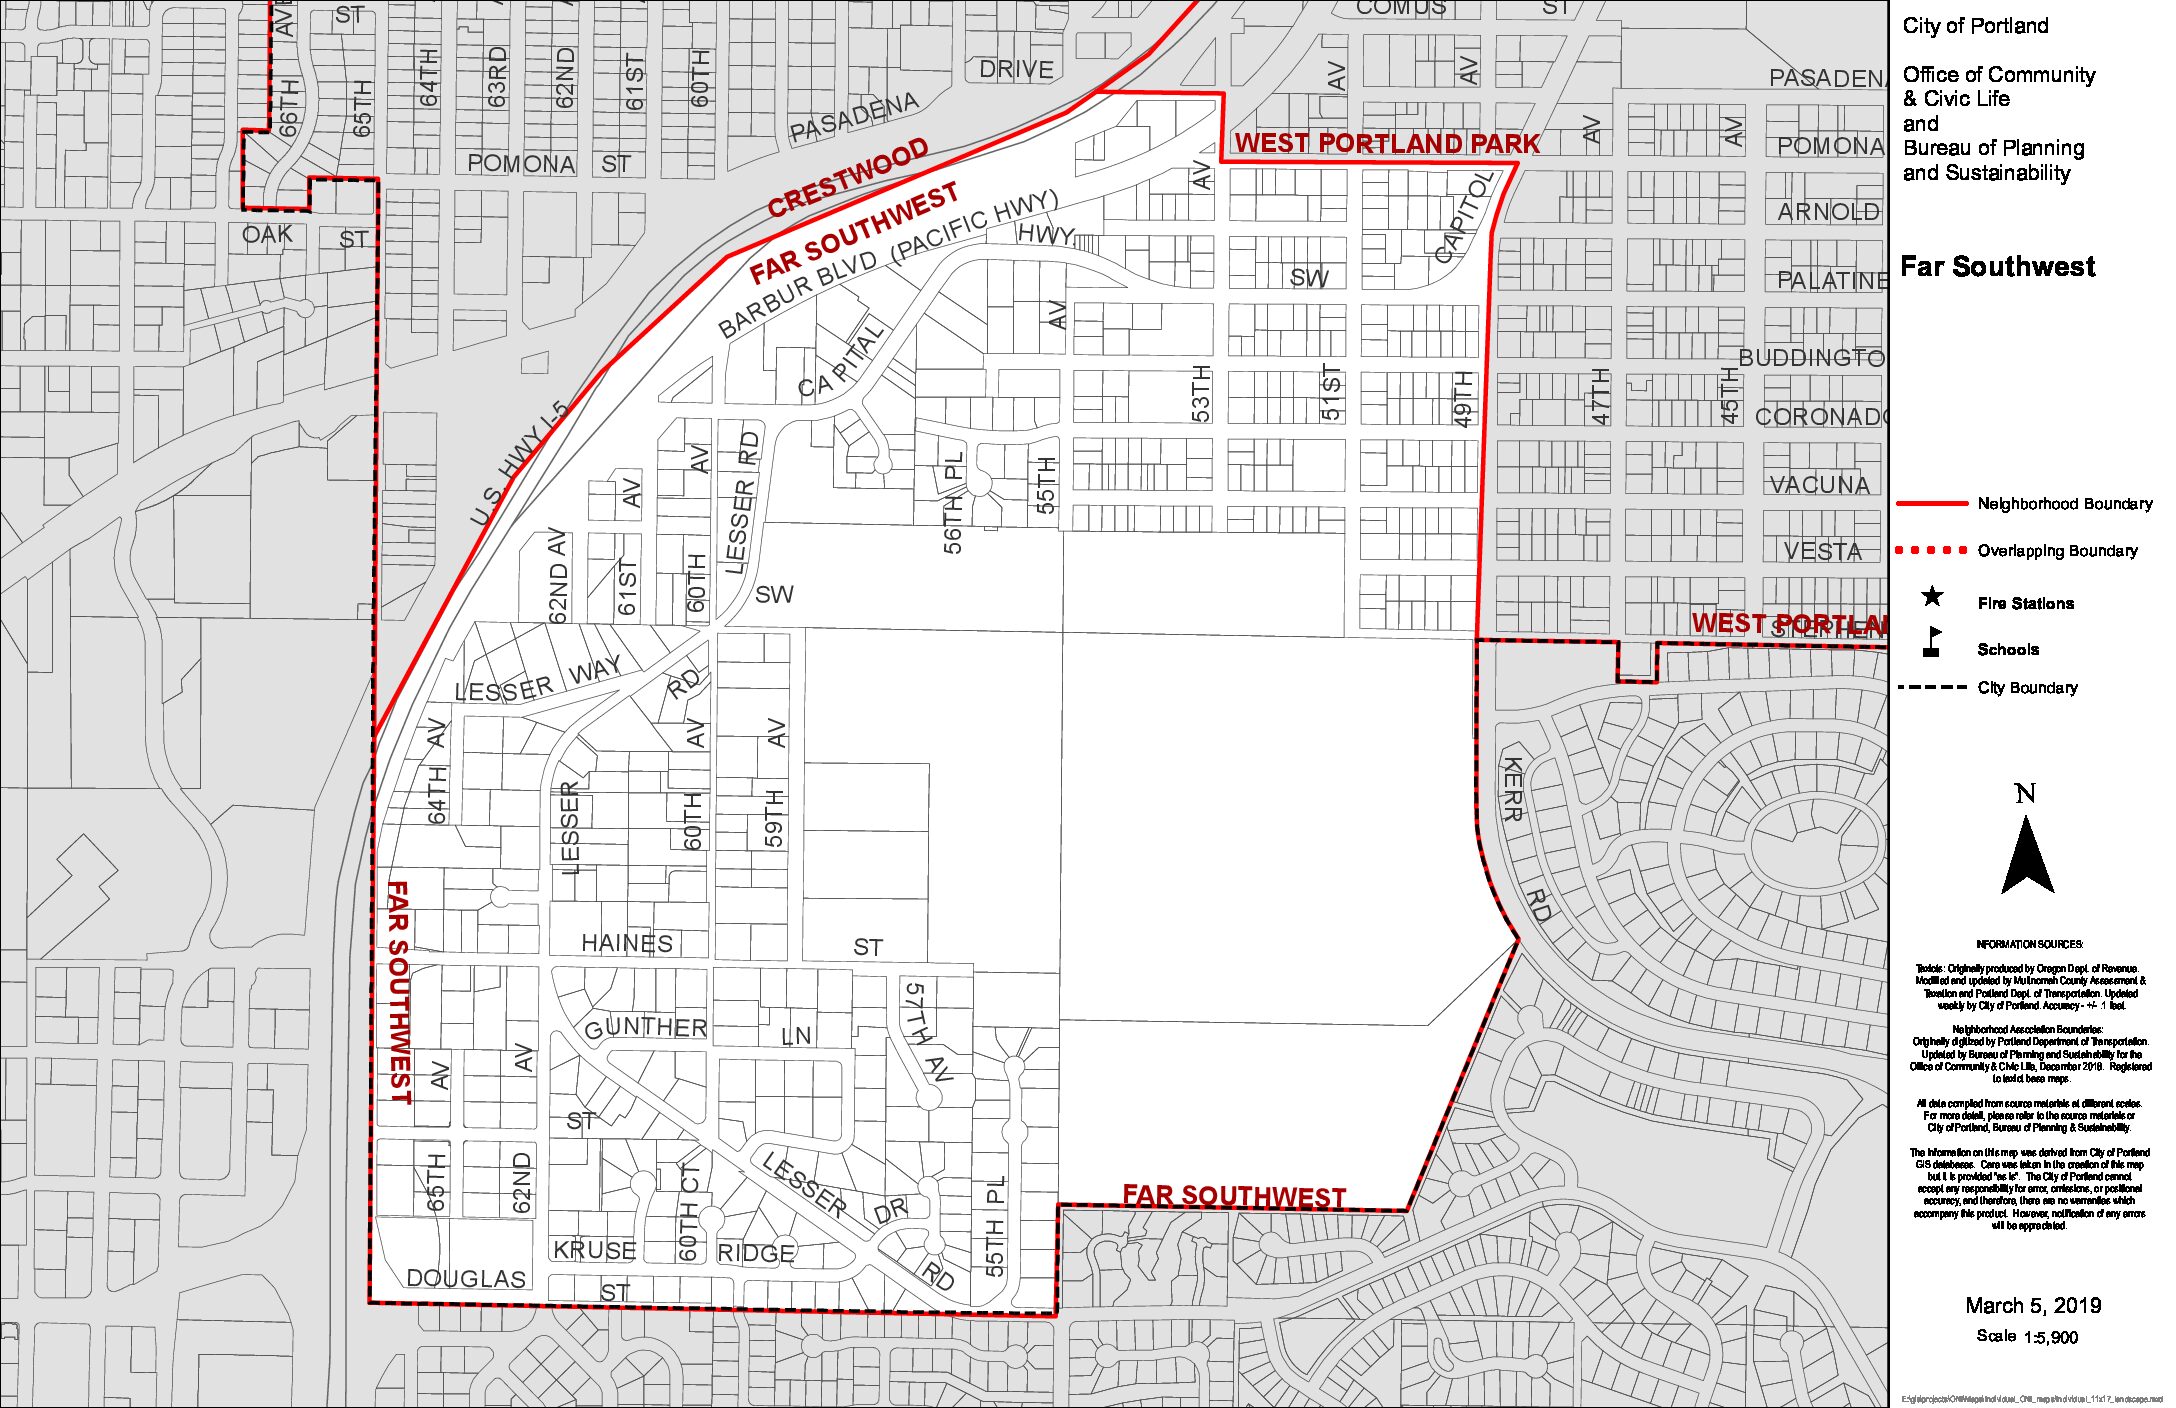 COMUS ST
AVE
ST
66TH
65TH
64TH
63RD
62ND
61ST
60TH
DRIVE
AV
AV
PASADENA
PASADENA
POMONA ST
CRESTWOOD
WEST PORTLAND PARK
AV
AV
POMONA
FAR SOUTHWEST
AV
CAPITOL
ARNOLD
OAK ST
BARBUR BLVD (PACIFIC HWY)
HWY
SW
PALATINE
AV
CAPITAL
BUDDINGTO
53TH
51ST
49TH
47TH
45TH
CORONADO
U.S. HWY I-5
AV
AV
LESSER RD
56TH PL
55TH
VACUNA
62ND AV
61ST
60TH
VESTA
SW
WEST PORTLA
STEPHEN
LESSER WAY
RD
64TH AV
LESSER
60TH AV
59TH AV
KERR RD
FAR SOUTHWEST
HAINES ST
57TH AV
GUNTHER LN
AV
AV
ST
65TH
62ND
60TH CT
LESSER DR
55TH PL
FAR SOUTHWEST
KRUSE RIDGE
RD
DOUGLAS
ST
City of Portland
Office of Community
& Civic Life
and
Bureau of Planning
and Sustainability
Far Southwest
Neighborhood Boundary
Overlapping Boundary
Fire Stations
Schools
City Boundary
N
INFORMATION SOURCES:
Taxlots: Originally produced by Oregon Dept. of Revenue.
Modified and updated by Multnomah County Assessment &
Taxation and Portland Dept. of Transportation. Updated
weekly by City of Portland. Accuracy - +/- .1 feet.
Neighborhood Association Boundaries:
Originally digitized by Portland Department of Transportation.
Updated by Bureau of Planning and Sustainability for the
Office of Community & Civic Life, December 2018. Registered
to taxlot base maps.
All data compiled from source materials at different scales.
For more detail, please refer to the source materials or
City of Portland, Bureau of Planning & Sustainability.
The information on this map was derived from City of Portland
GIS databases. Care was taken in the creation of this map
but it is provided "as is". The City of Portland cannot
accept any responsibility for error, omissions, or positional
accuracy, and therefore, there are no warranties which
accompany this product. However, notification of any errors
will be appreciated.
March 5, 2019
Scale 1:5,900